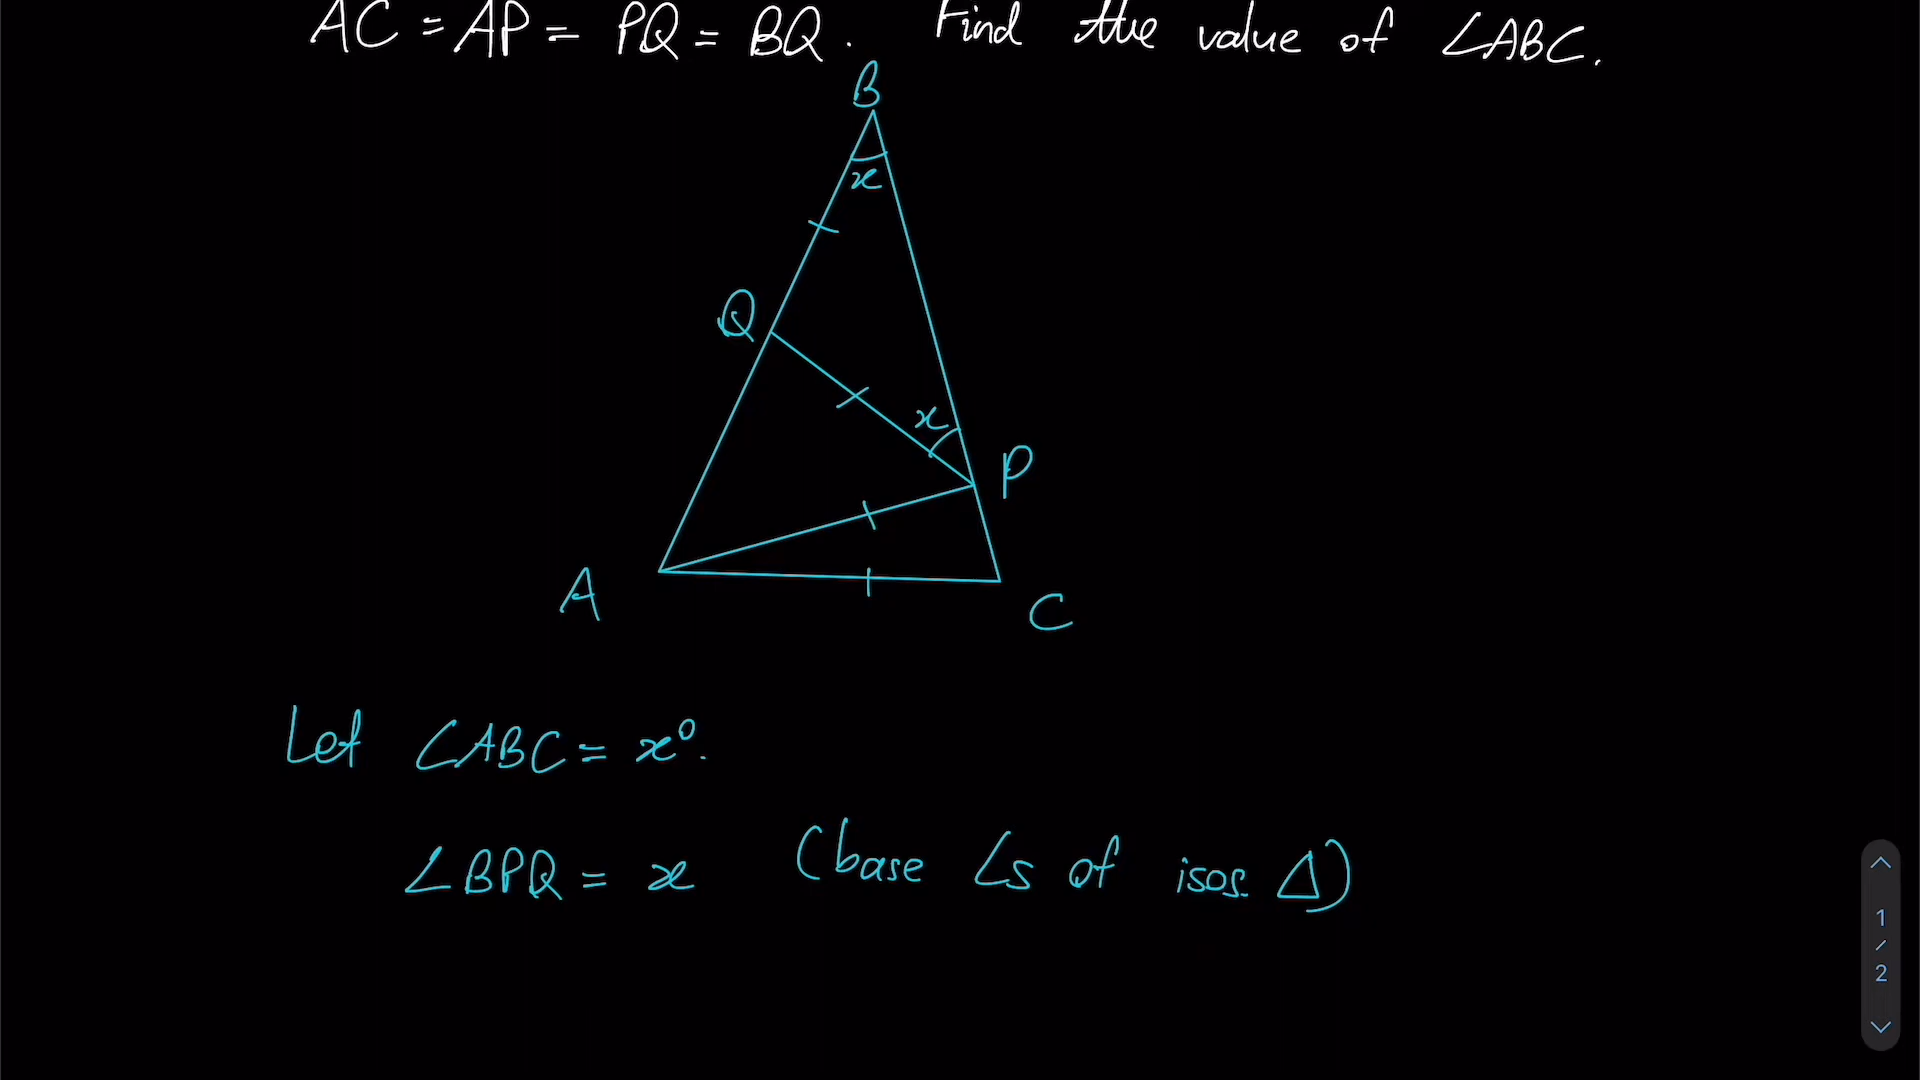 AC = AP = PQ = BQ. Find the value of ∠ABC.
B
x
Q
x
P
A
C
Let ∠ABC = x°.
∠BPQ = x (base ∠s of isos. Δ)
1
/
2